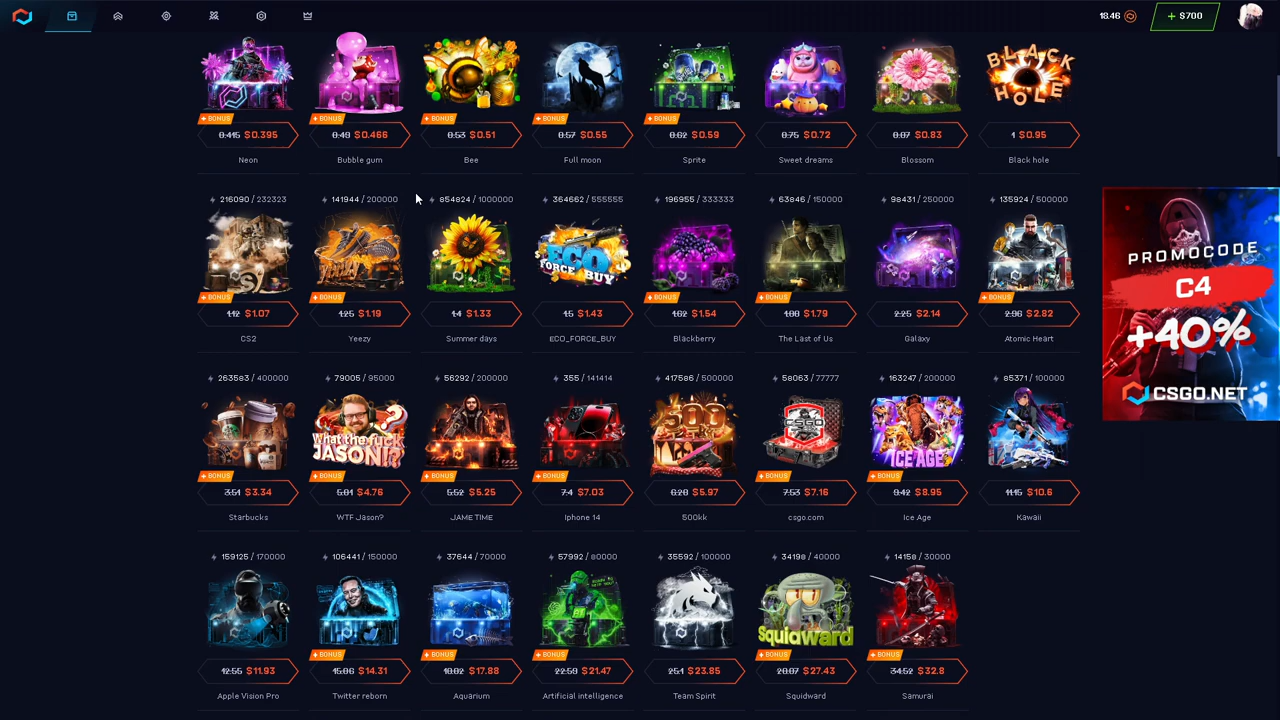 18.46
+ $700
BLACK
HOLE
+ BONUS
+ BONUS
+ BONUS
+ BONUS
+ BONUS
0.415 $0.395
0.49 $0.466
0.53 $0.51
0.57 $0.55
0.62 $0.59
0.75 $0.72
0.87 $0.83
1 $0.95
Neon
Bubble gum
Bee
Full moon
Sprite
Sweet dreams
Blossom
Black hole
216090 / 232323
141944 / 200000
854824 / 1000000
364662 / 555555
196955 / 333333
63846 / 150000
98431 / 250000
135924 / 500000
ECO
FORCE BUY
+ BONUS
+ BONUS
+ BONUS
+ BONUS
1.12 $1.07
1.25 $1.19
1.4 $1.33
1.5 $1.43
1.62 $1.54
1.88 $1.79
2.25 $2.14
2.96 $2.82
CS2
Yeezy
Summer days
ECO_FORCE_BUY
Blackberry
The Last of Us
Galaxy
Atomic Heart
PROMOCODE
C4
+40%
CSGO.NET
263583 / 400000
79005 / 95000
56292 / 200000
355 / 141414
417586 / 500000
58063 / 77777
163247 / 200000
85371 / 100000
What the fuck
JASON!?
500
CSGO
ICE AGE
+ BONUS
+ BONUS
+ BONUS
+ BONUS
+ BONUS
+ BONUS
3.51 $3.34
5.01 $4.76
5.52 $5.25
7.4 $7.03
6.28 $5.97
7.53 $7.16
9.42 $8.95
11.15 $10.6
Starbucks
WTF Jason?
JAME TIME
Iphone 14
500kk
csgo.com
Ice Age
Kawaii
159125 / 170000
106441 / 150000
37644 / 70000
57992 / 80000
35592 / 100000
34198 / 40000
14158 / 30000
Squidward
+ BONUS
+ BONUS
+ BONUS
+ BONUS
+ BONUS
12.55 $11.93
15.06 $14.31
18.82 $17.88
22.59 $21.47
25.1 $23.85
28.87 $27.43
34.52 $32.8
Apple Vision Pro
Twitter reborn
Aquarium
Artificial intelligence
Team Spirit
Squidward
Samurai